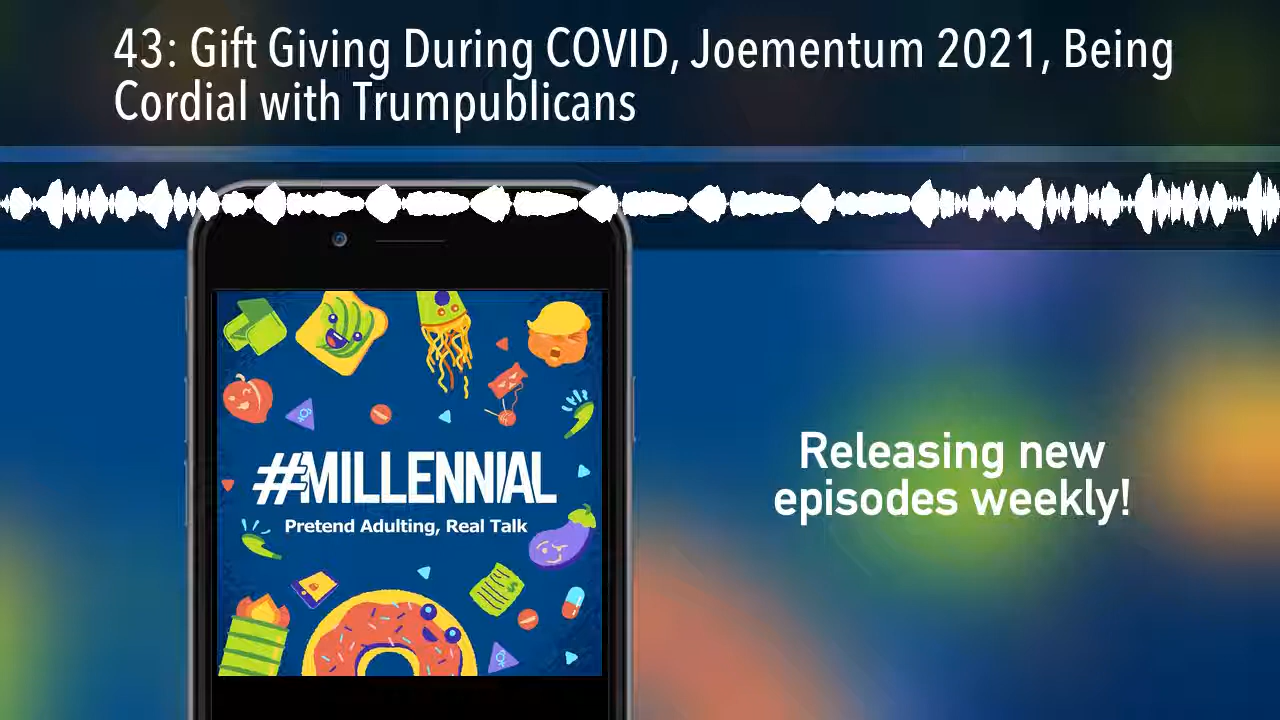 43: Gift Giving During COVID, Joementum 2021, Being
Cordial with Trumpublicans
#MILLENNIAL
Pretend Adulting, Real Talk
Releasing new
episodes weekly!